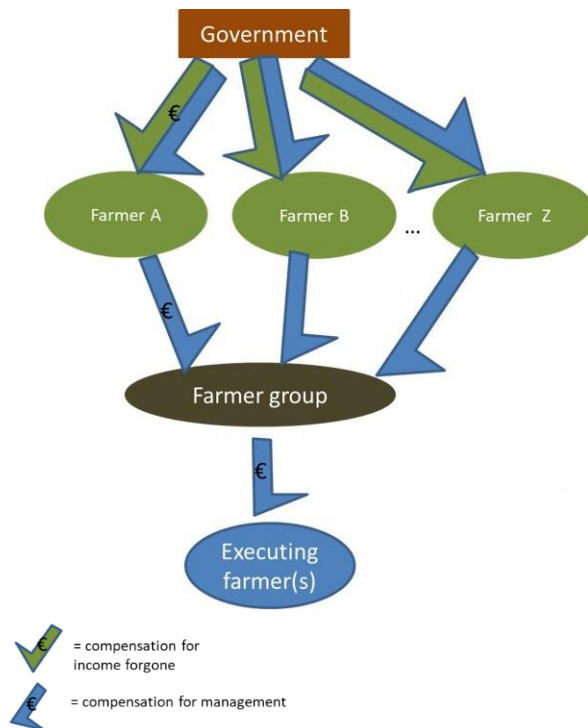 Government
€
Farmer A
Farmer B
...
Farmer Z
€
Farmer group
€
Executing
farmer(s)
€
= compensation for
income forgone
€
= compensation for management